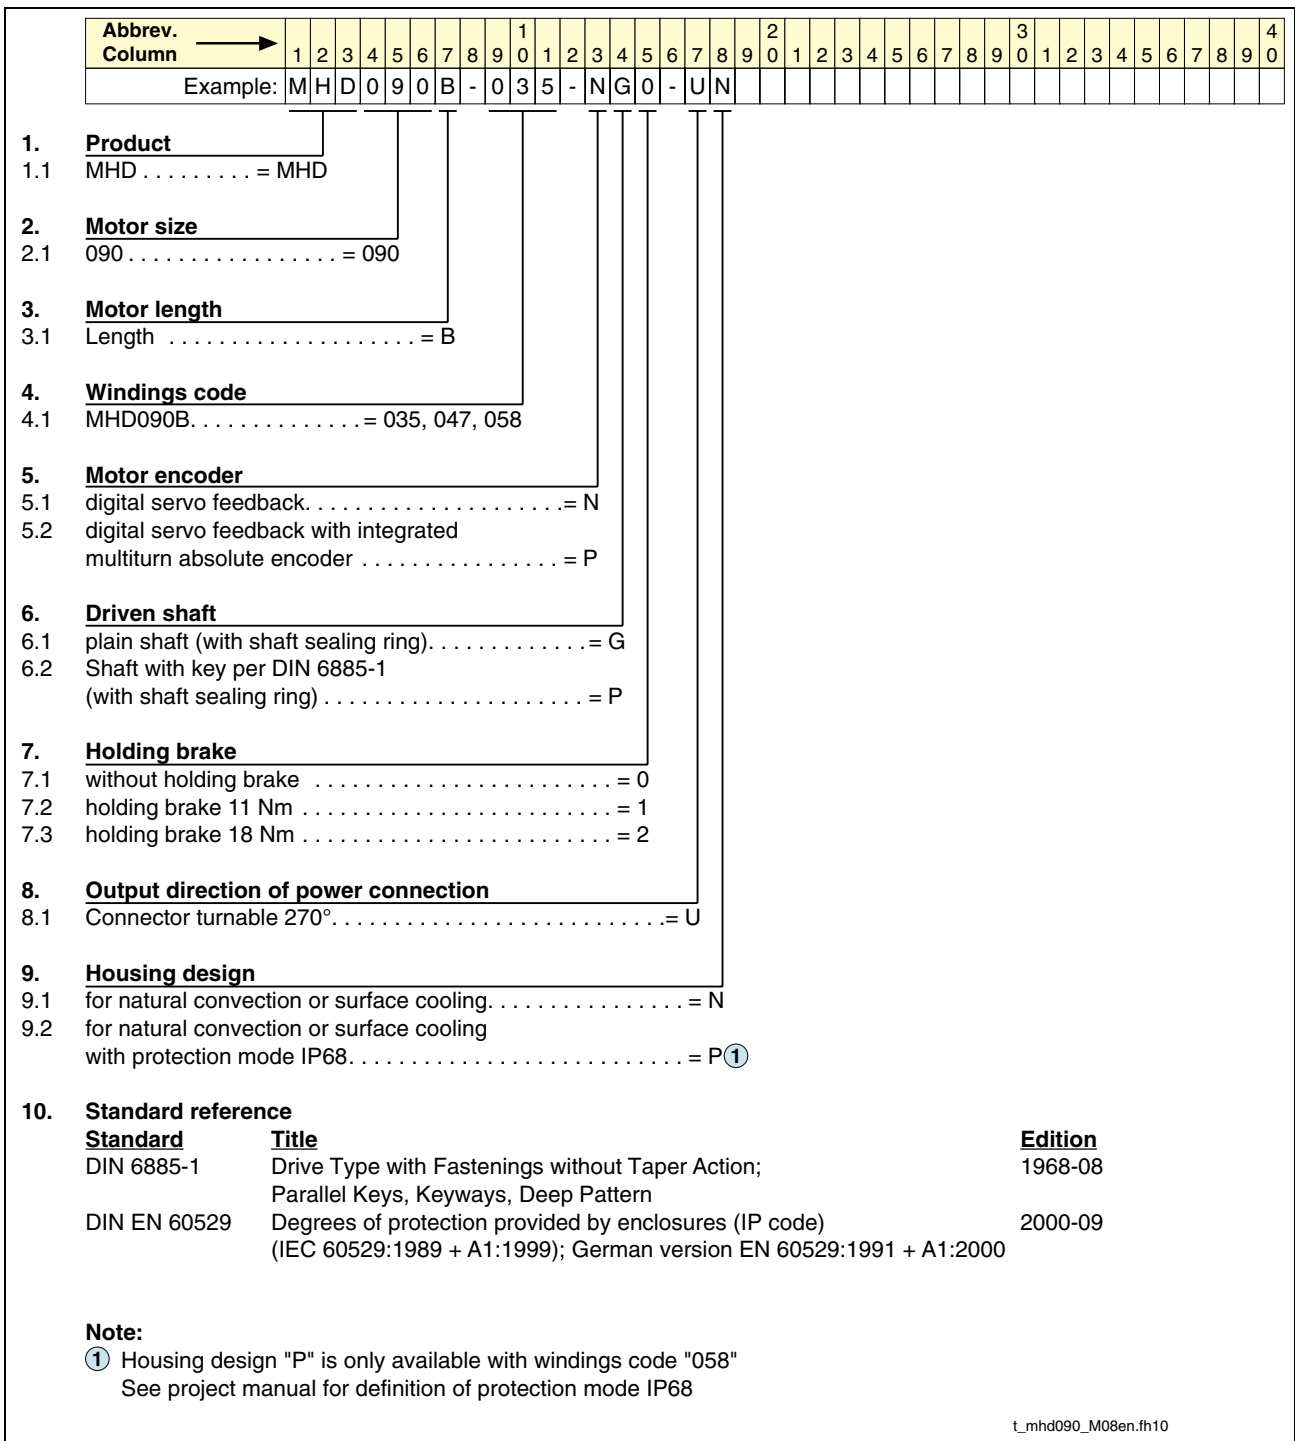 Abbrev.
Column
1 2 3 4 5 6 7 8 9 10 1 2 3 4 5 6 7 8 9 20 1 2 3 4 5 6 7 8 9 30 1 2 3 4 5 6 7 8 9 40
Example: M H D 0 9 0 B - 0 3 5 - N G 0 - U N
1. Product
1.1 MHD . . . . . . . . . = MHD
2. Motor size
2.1 090 . . . . . . . . . . . . . . . . . = 090
3. Motor length
3.1 Length . . . . . . . . . . . . . . . . . . . . = B
4. Windings code
4.1 MHD090B. . . . . . . . . . . . . . = 035, 047, 058
5. Motor encoder
5.1 digital servo feedback. . . . . . . . . . . . . . . . . . . . .= N
5.2 digital servo feedback with integrated
multiturn absolute encoder . . . . . . . . . . . . . . . . = P
6. Driven shaft
6.1 plain shaft (with shaft sealing ring). . . . . . . . . . . . .= G
6.2 Shaft with key per DIN 6885-1
(with shaft sealing ring) . . . . . . . . . . . . . . . . . . . . . = P
7. Holding brake
7.1 without holding brake . . . . . . . . . . . . . . . . . . . . . . . . = 0
7.2 holding brake 11 Nm . . . . . . . . . . . . . . . . . . . . . . . . . = 1
7.3 holding brake 18 Nm . . . . . . . . . . . . . . . . . . . . . . . . . = 2
8. Output direction of power connection
8.1 Connector turnable 270°. . . . . . . . . . . . . . . . . . . . . . . . . . .= U
9. Housing design
9.1 for natural convection or surface cooling. . . . . . . . . . . . . . . . = N
9.2 for natural convection or surface cooling
with protection mode IP68. . . . . . . . . . . . . . . . . . . . . . . . . . . = P 1
10. Standard reference
Standard Title Edition
DIN 6885-1 Drive Type with Fastenings without Taper Action; 1968-08
Parallel Keys, Keyways, Deep Pattern
DIN EN 60529 Degrees of protection provided by enclosures (IP code) 2000-09
(IEC 60529:1989 + A1:1999); German version EN 60529:1991 + A1:2000
Note:
1 Housing design "P" is only available with windings code "058"
See project manual for definition of protection mode IP68
t_mhd090_M08en.fh10